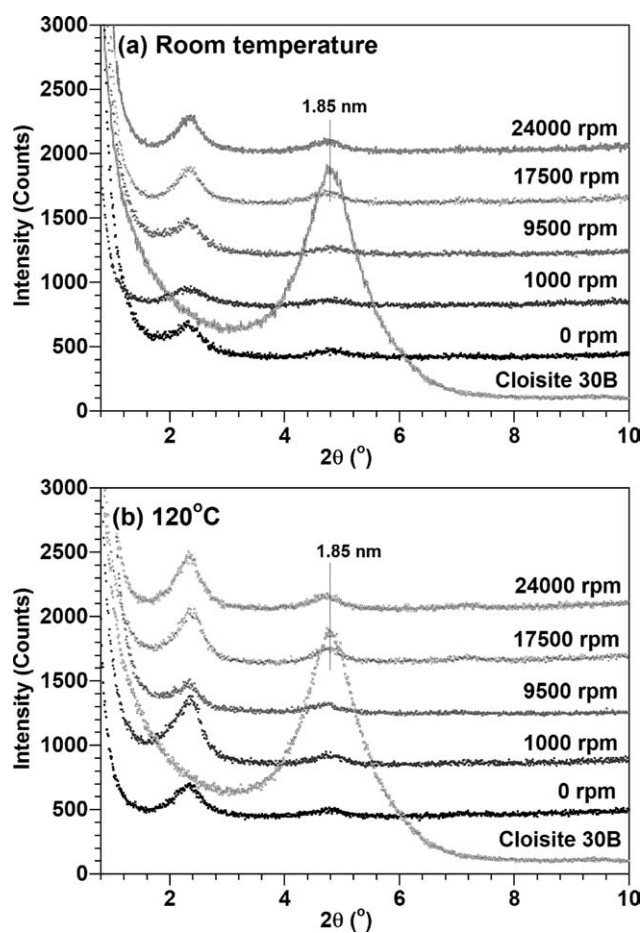 (a) Room temperature
3000
2500
2000
1500
1000
500
0
Intensity (Counts)
1.85 nm
24000 rpm
17500 rpm
9500 rpm
1000 rpm
0 rpm
Cloisite 30B
2 4 6 8 10
2θ (°)
(b) 120°C
3000
2500
2000
1500
1000
500
0
Intensity (Counts)
1.85 nm
24000 rpm
17500 rpm
9500 rpm
1000 rpm
0 rpm
Cloisite 30B
2 4 6 8 10
2θ (°)